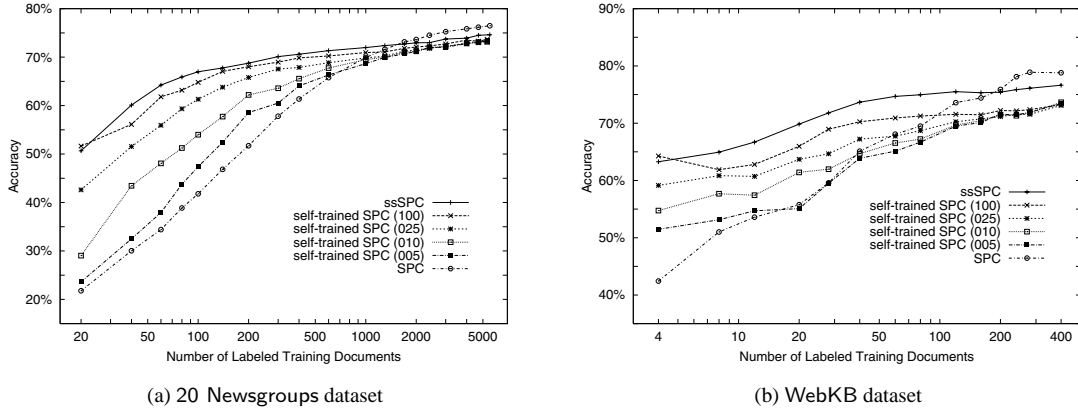 80%
70%
60%
50%
40%
30%
20%
Accuracy
ssSPC
self-trained SPC (100)
self-trained SPC (025)
self-trained SPC (010)
self-trained SPC (005)
SPC
20 50 100 200 500 1000 2000 5000
Number of Labeled Training Documents
(a) 20 Newsgroups dataset
90%
80%
70%
60%
50%
40%
Accuracy
ssSPC
self-trained SPC (100)
self-trained SPC (025)
self-trained SPC (010)
self-trained SPC (005)
SPC
4 10 20 40 100 200 400
Number of Labeled Training Documents
(b) WebKB dataset